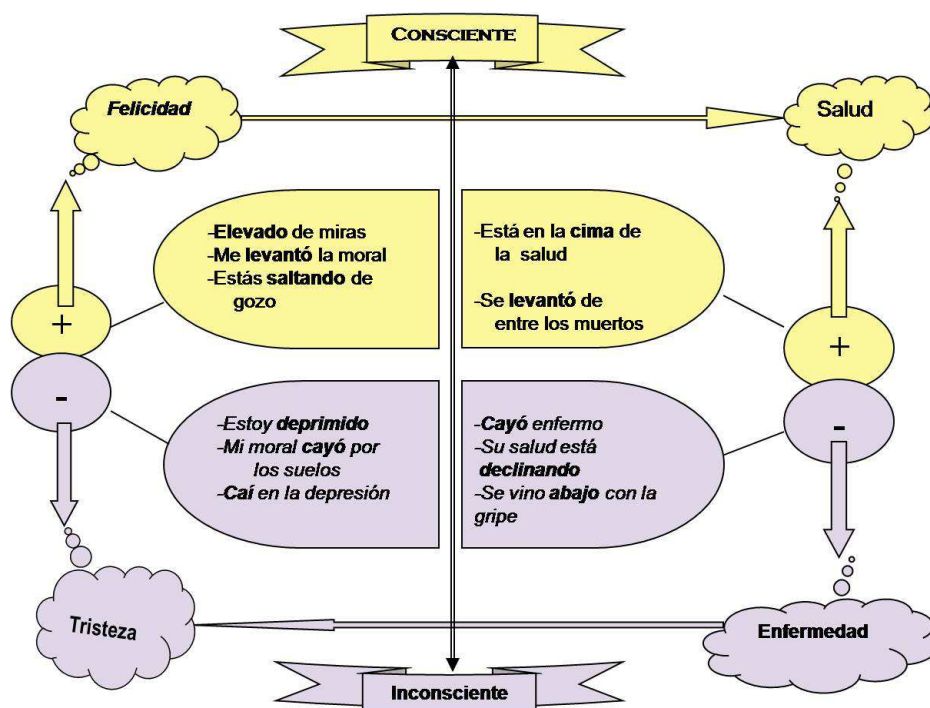 CONSCIENTE
Felicidad
Salud
-Elevado de miras
-Me levantó la moral
-Estás saltando de
gozo
-Está en la cima de
la salud
-Se levantó de
entre los muertos
+
+
-
-
-Estoy deprimido
-Mi moral cayó por
los suelos
-Caí en la depresión
-Cayó enfermo
-Su salud está
declinando
-Se vino abajo con la
gripe
Tristeza
Enfermedad
Inconsciente